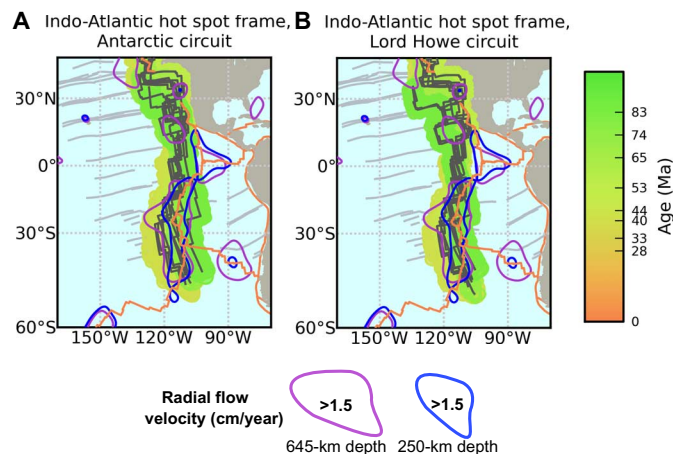 A Indo-Atlantic hot spot frame,
Antarctic circuit
B Indo-Atlantic hot spot frame,
Lord Howe circuit
30°N
0°
30°S
60°S
150°W 120°W 90°W
30°N
0°
30°S
60°S
150°W 120°W 90°W
83
74
65
53
44
40
33
28
0
Age (Ma)
Radial flow
velocity (cm/year)
>1.5
645-km depth
>1.5
250-km depth